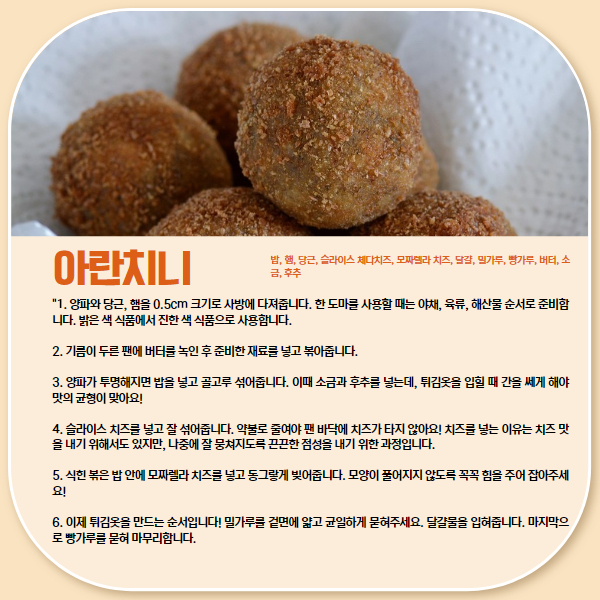 아란치니
밥, 햄, 당근, 슬라이스 체다치즈, 모짜렐라 치즈, 달걀, 밀가루, 빵가루, 버터, 소
금, 후추
"1. 양파와 당근, 햄을 0.5cm 크기로 사방에 다져줍니다. 한 도마를 사용할 때는 야채, 육류, 해산물 순서로 준비합
니다. 밝은 색 식품에서 진한 색 식품으로 사용합니다.
2. 기름이 두른 팬에 버터를 녹인 후 준비한 재료를 넣고 볶아줍니다.
3. 양파가 투명해지면 밥을 넣고 골고루 섞어줍니다. 이때 소금과 후추를 넣는데, 튀김옷을 입힐 때 간을 쎄게 해야
맛의 균형이 맞아요!
4. 슬라이스 치즈를 넣고 잘 섞어줍니다. 약불로 줄여야 팬 바닥에 치즈가 타지 않아요! 치즈를 넣는 이유는 치즈 맛
을 내기 위해서도 있지만, 나중에 잘 뭉쳐지도록 끈끈한 점성을 내기 위한 과정입니다.
5. 식힌 볶은 밥 안에 모짜렐라 치즈를 넣고 동그랗게 빚어줍니다. 모양이 풀어지지 않도록 꼭꼭 힘을 주어 잡아주세
요!
6. 이제 튀김옷을 만드는 순서입니다! 밀가루를 겉면에 얇고 균일하게 묻혀주세요. 달걀물을 입혀줍니다. 마지막으
로 빵가루를 묻혀 마무리합니다.